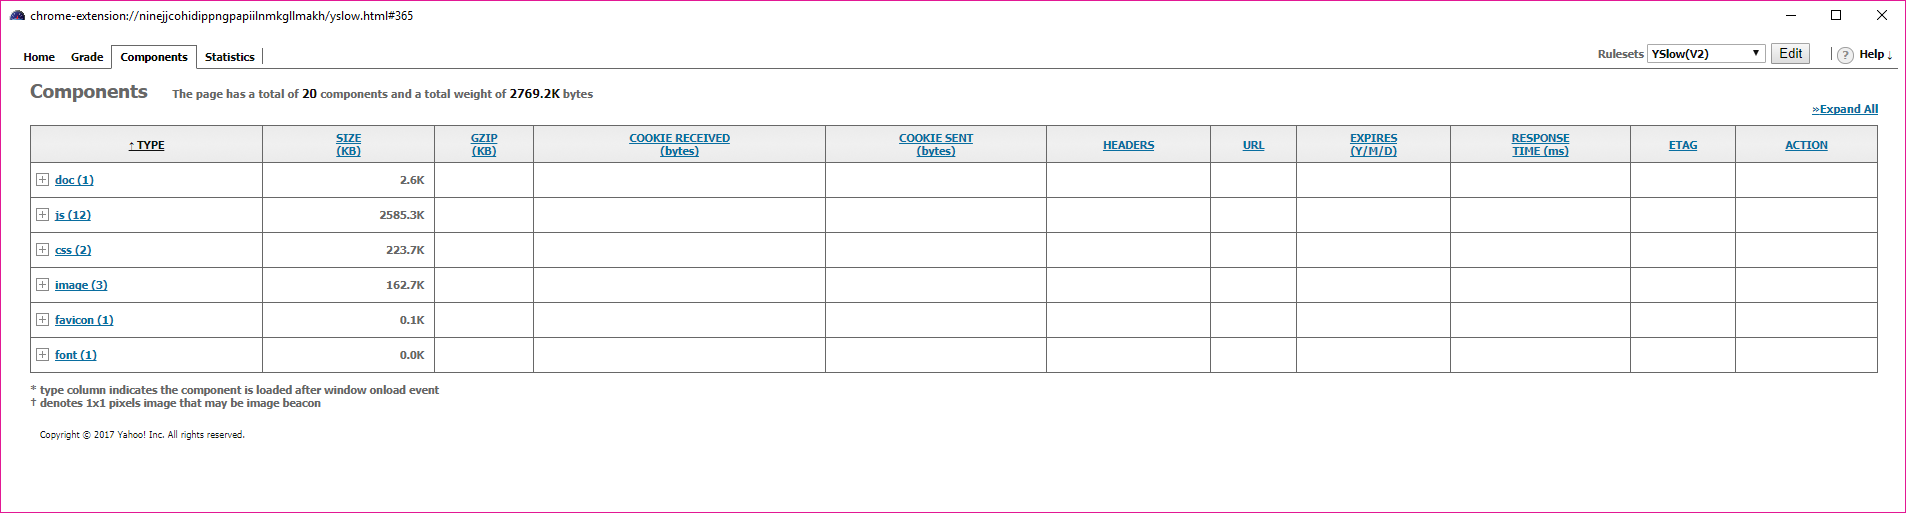 chrome-extension://ninejjcohidippngpapiilnmkgllmakh/yslow.html#365
Home Grade Components Statistics Rulesets YSlow(V2) Edit ? Help ↓
Components The page has a total of 20 components and a total weight of 2769.2K bytes
»Expand All
↑ TYPE SIZE (KB) GZIP (KB) COOKIE RECEIVED (bytes) COOKIE SENT (bytes) HEADERS URL EXPIRES (Y/M/D) RESPONSE TIME (ms) ETAG ACTION
doc (1) 2.6K
js (12) 2585.3K
css (2) 223.7K
image (3) 162.7K
favicon (1) 0.1K
font (1) 0.0K
* type column indicates the component is loaded after window onload event
† denotes 1x1 pixels image that may be image beacon
Copyright © 2017 Yahoo! Inc. All rights reserved.